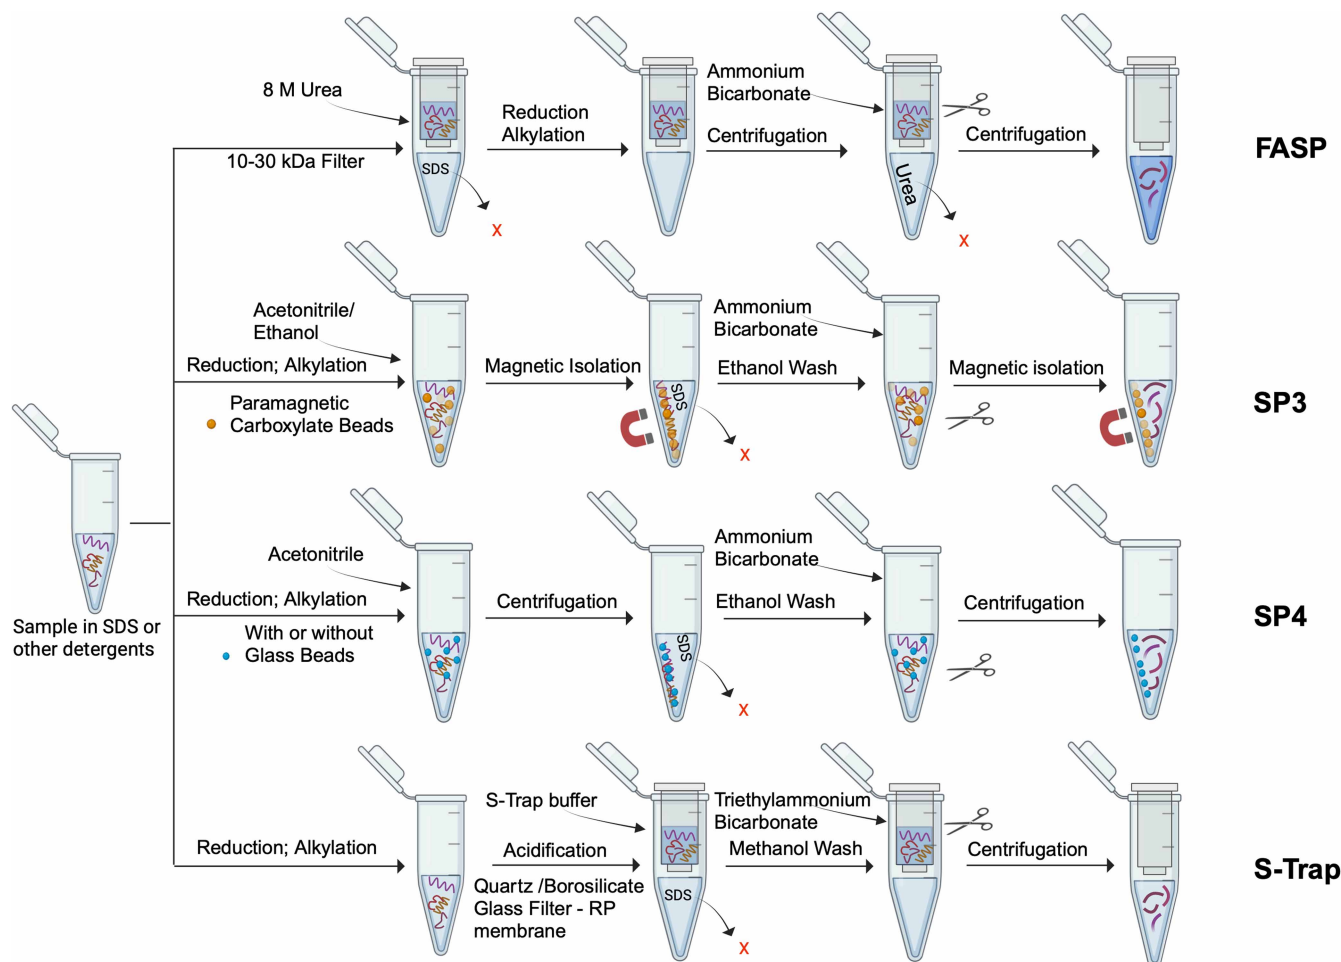 8 M Urea
10-30 kDa Filter
SDS
X
Reduction
Alkylation
Ammonium
Bicarbonate
Centrifugation
Urea
X
Centrifugation
FASP
Acetonitrile/
Ethanol
Reduction; Alkylation
Paramagnetic
Carboxylate Beads
Magnetic Isolation
SDS
X
Ammonium
Bicarbonate
Ethanol Wash
Magnetic isolation
SP3
Sample in SDS or
other detergents
Acetonitrile
Reduction; Alkylation
With or without
Glass Beads
Centrifugation
SDS
X
Ammonium
Bicarbonate
Ethanol Wash
Centrifugation
SP4
Reduction; Alkylation
S-Trap buffer
Acidification
Quartz /Borosilicate
Glass Filter - RP
membrane
SDS
X
Triethylammonium
Bicarbonate
Methanol Wash
Centrifugation
S-Trap